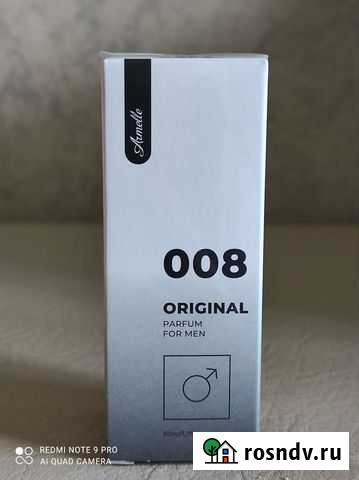 Armelle
008
ORIGINAL
PARFUM
FOR MEN
REDMI NOTE 9 PRO
AI QUAD CAMERA
rosndv.ru